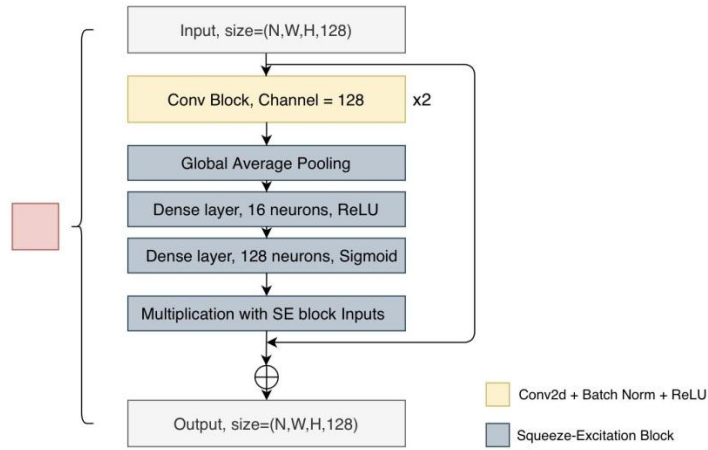 Input, size=(N,W,H,128)
Conv Block, Channel = 128
x2
Global Average Pooling
Dense layer, 16 neurons, ReLU
Dense layer, 128 neurons, Sigmoid
Multiplication with SE block Inputs
Output, size=(N,W,H,128)
Conv2d + Batch Norm + ReLU
Squeeze-Excitation Block